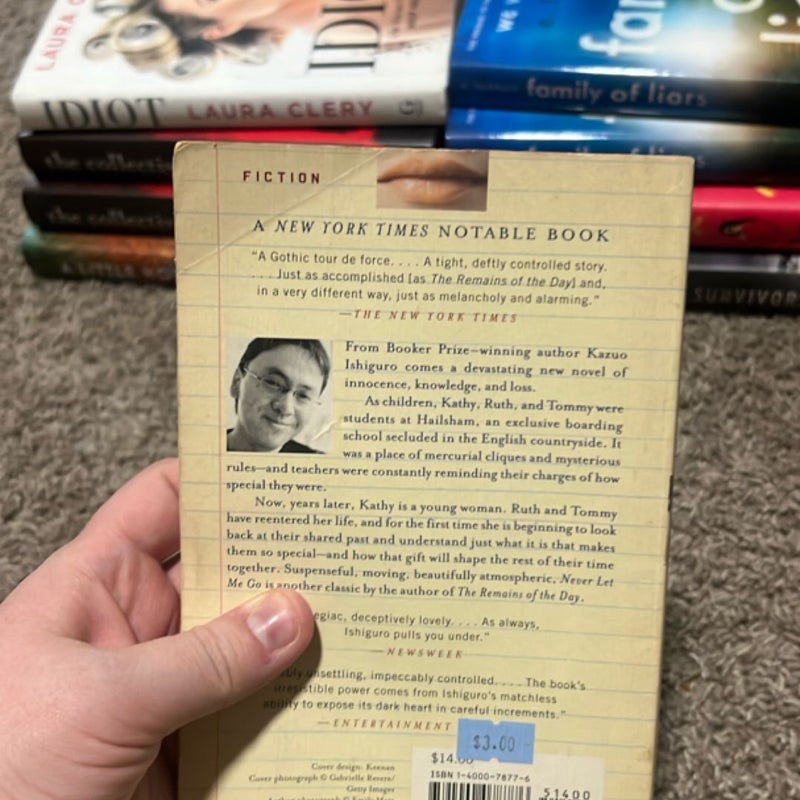 LAURA C
IDIOT
we
far
li
IDIOT LAURA CLERY
family of liars
the collectio
family of liars
the collectio
A LITTLE
SURVIVOR
FICTION
A NEW YORK TIMES NOTABLE BOOK
"A Gothic tour de force. . . . A tight, deftly controlled story.
. . . Just as accomplished [as The Remains of the Day] and,
in a very different way, just as melancholy and alarming."
—THE NEW YORK TIMES
From Booker Prize–winning author Kazuo
Ishiguro comes a devastating new novel of
innocence, knowledge, and loss.
As children, Kathy, Ruth, and Tommy were
students at Hailsham, an exclusive boarding
school secluded in the English countryside. It
was a place of mercurial cliques and mysterious
rules—and teachers were constantly reminding their charges of how
special they were.
Now, years later, Kathy is a young woman. Ruth and Tommy
have reentered her life, and for the first time she is beginning to look
back at their shared past and understand just what it is that makes
them so special—and how that gift will shape the rest of their time
together. Suspenseful, moving, beautifully atmospheric, Never Let
Me Go is another classic by the author of The Remains of the Day.
egiac, deceptively lovely. . . . As always,
Ishiguro pulls you under."
—NEWSWEEK
bly unsettling, impeccably controlled. . . . The book's
irresistible power comes from Ishiguro's matchless
ability to expose its dark heart in careful increments."
—ENTERTAINMENT
$3.00
$14.00
Cover design: Keenan
Cover photograph © Gabrielle Revere/
Getty Images
ISBN 1-4000-7877-6
51400